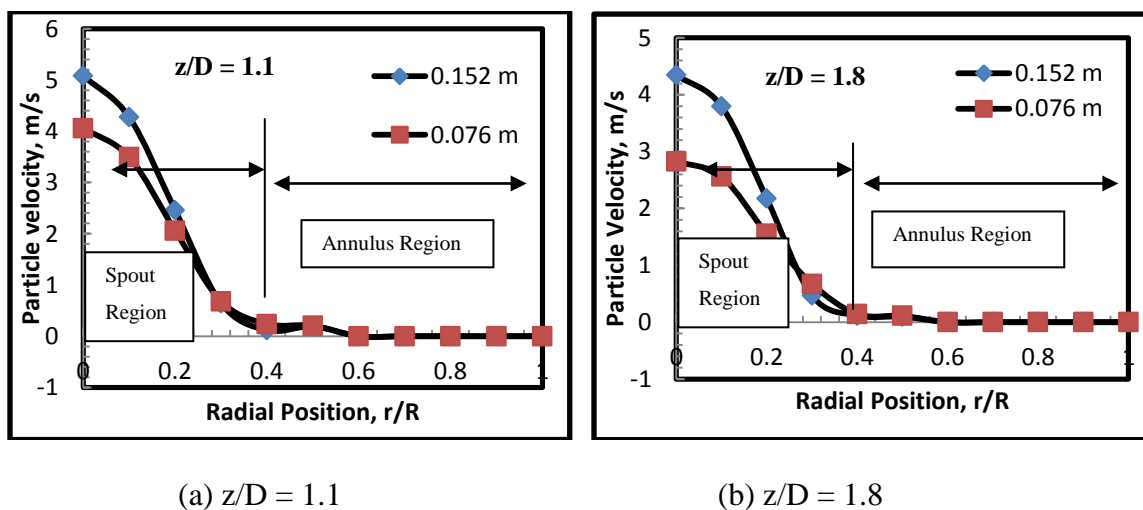 6
5
4
3
2
1
0
-1
Particle velocity, m/s
z/D = 1.1
0.152 m
0.076 m
Annulus Region
Spout
Region
0
0.2
0.4
0.6
0.8
1
Radial Position, r/R
5
4
3
2
1
0
-1
Particle Velocity, m/s
z/D = 1.8
0.152 m
0.076 m
Annulus Region
Spout
Region
0
0.2
0.4
0.6
0.8
1
Radial Position, r/R
(a) z/D = 1.1
(b) z/D = 1.8